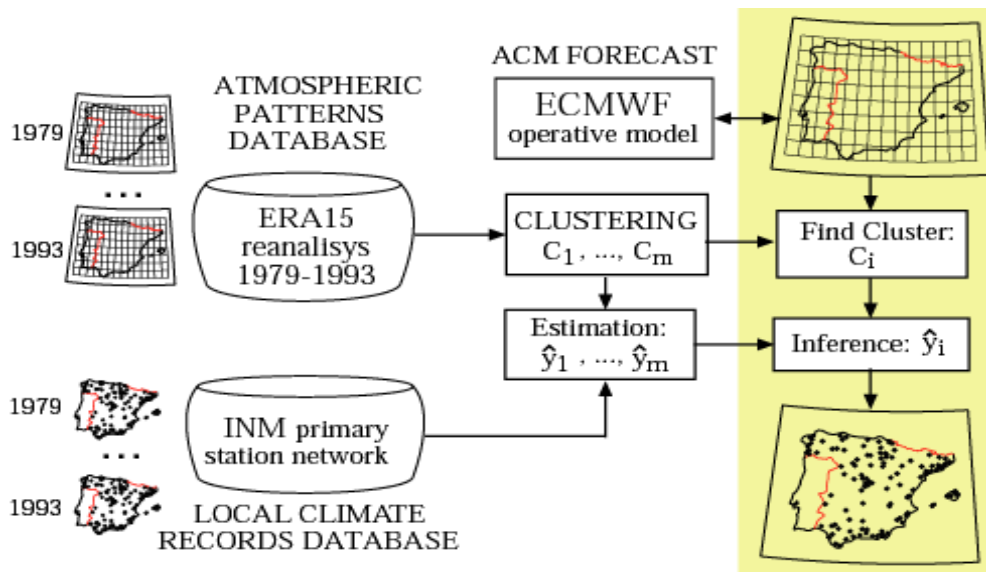 ATMOSPHERIC
PATTERNS
DATABASE
1979
...
1993
ERA15
reanalisys
1979-1993
ACM FORECAST
ECMWF
operative model
CLUSTERING
C1 , ..., Cm
Find Cluster:
Ci
Estimation:
ŷ1 , ..., ŷm
Inference: ŷi
1979
...
1993
INM primary
station network
LOCAL CLIMATE
RECORDS DATABASE